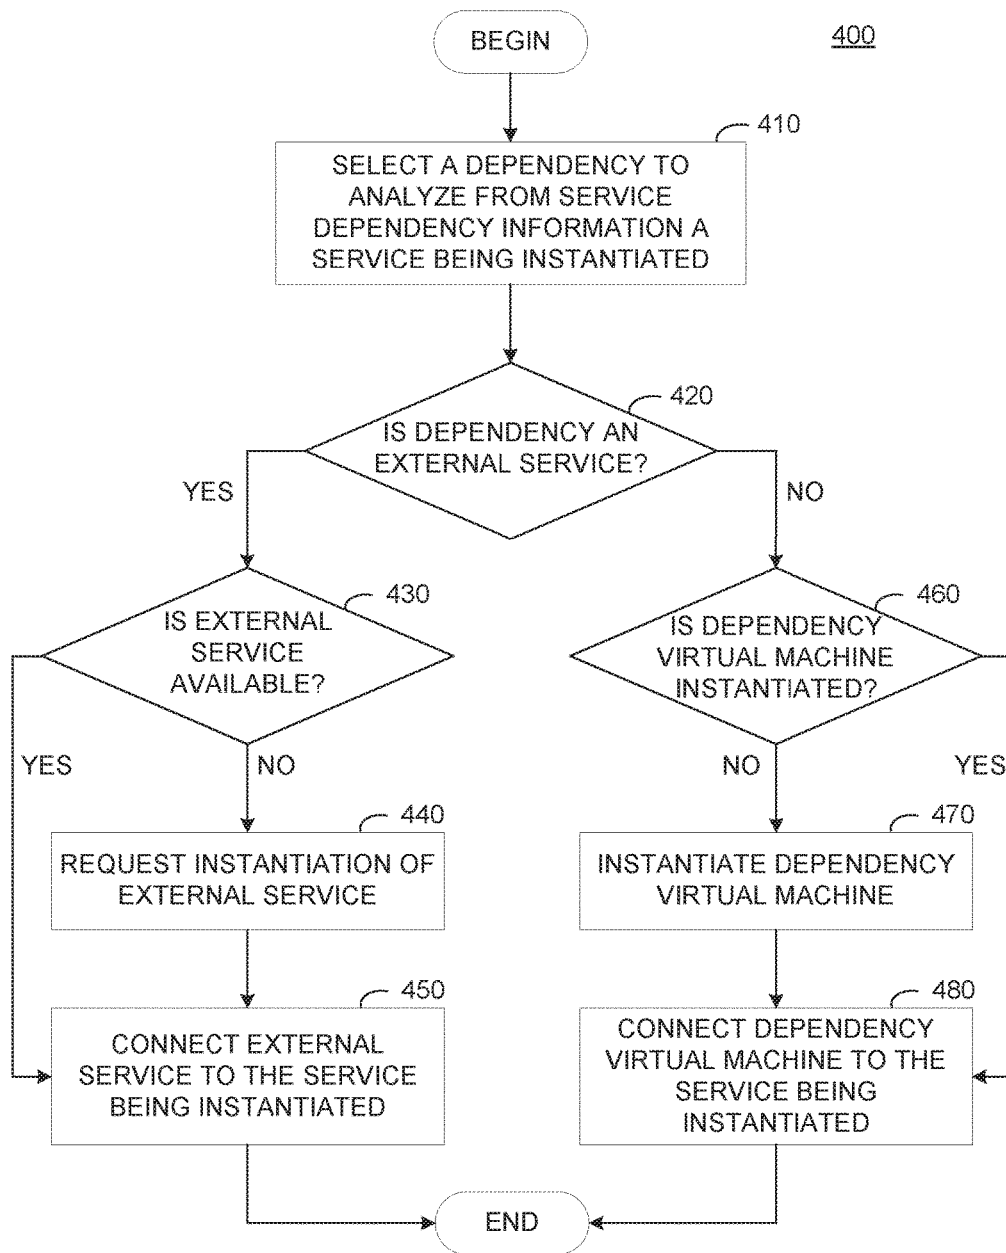 BEGIN
400
410
SELECT A DEPENDENCY TO
ANALYZE FROM SERVICE
DEPENDENCY INFORMATION A
SERVICE BEING INSTANTIATED
420
IS DEPENDENCY AN
EXTERNAL SERVICE?
YES
NO
430
IS EXTERNAL
SERVICE
AVAILABLE?
460
IS DEPENDENCY
VIRTUAL MACHINE
INSTANTIATED?
YES
NO
NO
YES
440
REQUEST INSTANTIATION OF
EXTERNAL SERVICE
470
INSTANTIATE DEPENDENCY
VIRTUAL MACHINE
450
CONNECT EXTERNAL
SERVICE TO THE SERVICE
BEING INSTANTIATED
480
CONNECT DEPENDENCY
VIRTUAL MACHINE TO THE
SERVICE BEING
INSTANTIATED
END